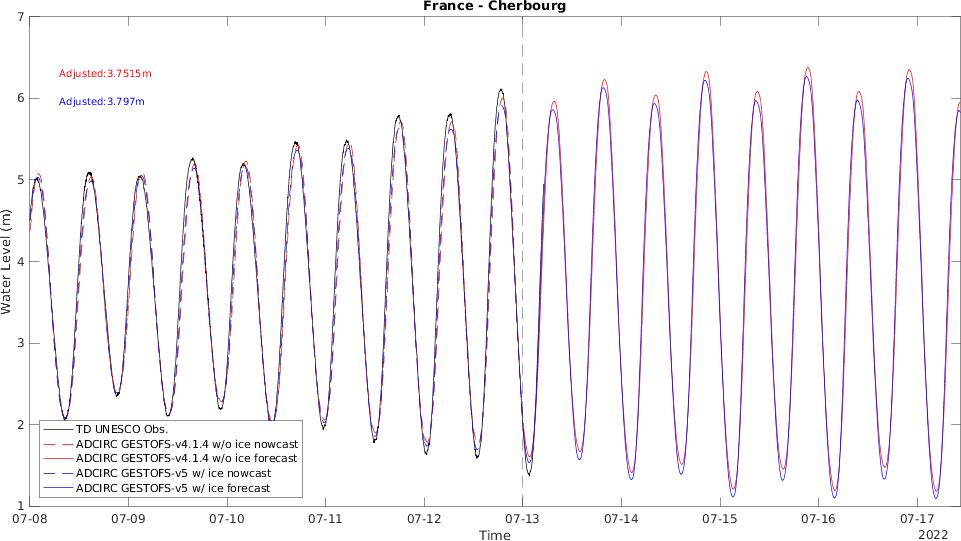 France - Cherbourg
7
6
5
4
3
2
1
Water Level (m)
Adjusted:3.7515m
Adjusted:3.797m
TD UNESCO Obs.
ADCIRC GESTOFS-v4.1.4 w/o ice nowcast
ADCIRC GESTOFS-v4.1.4 w/o ice forecast
ADCIRC GESTOFS-v5 w/ ice nowcast
ADCIRC GESTOFS-v5 w/ ice forecast
07-08 07-09 07-10 07-11 07-12 07-13 07-14 07-15 07-16 07-17
Time
2022